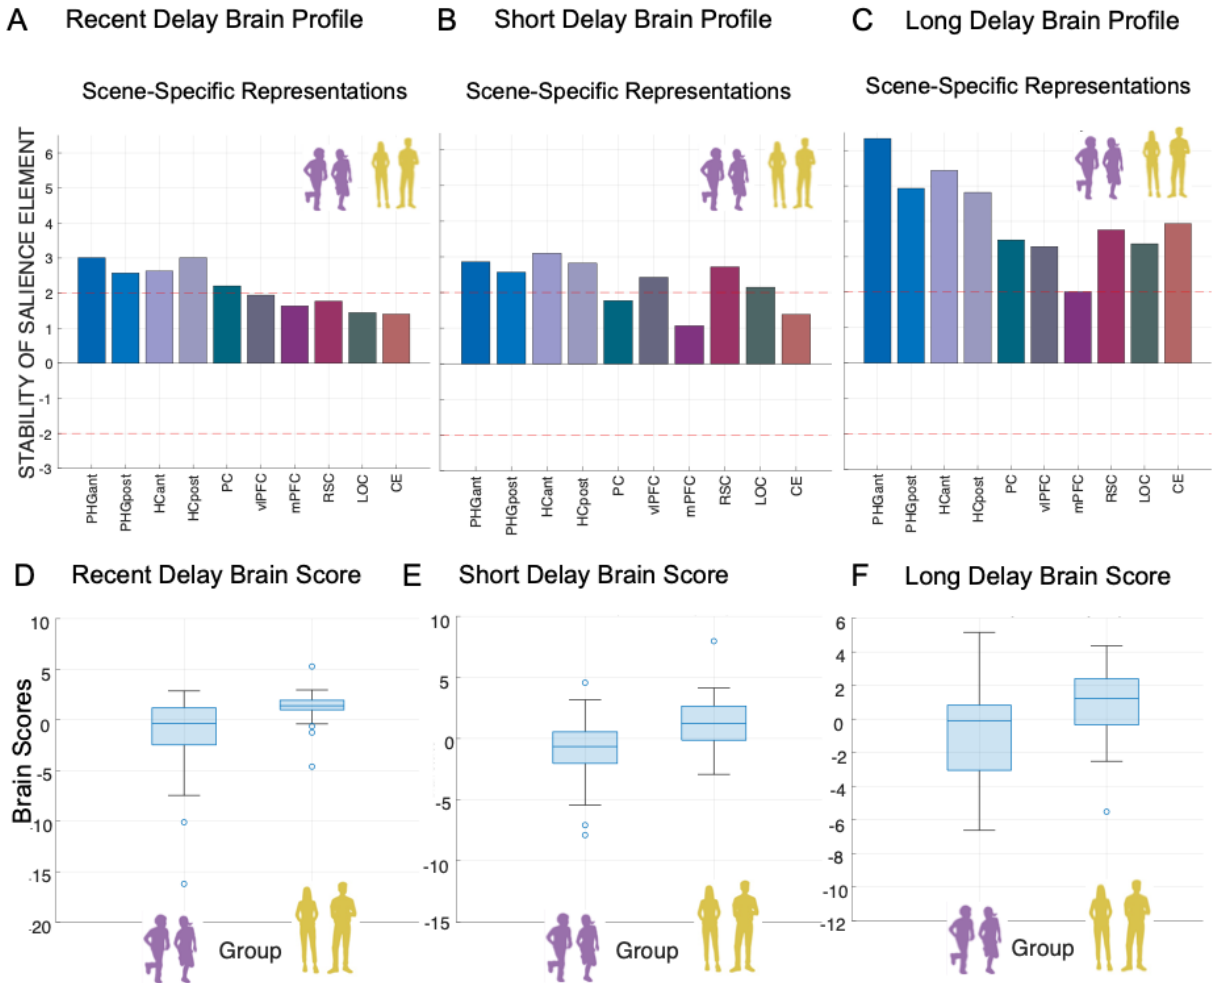 A Recent Delay Brain Profile
B Short Delay Brain Profile
C Long Delay Brain Profile
Scene-Specific Representations
Scene-Specific Representations
Scene-Specific Representations
STABILITY OF SALIENCE ELEMENT
6
5
4
3
2
1
0
-1
-2
-3
PHGant
PHGpost
HCant
HCpost
PC
vlPFC
mPFC
RSC
LOC
CE
PHGant
PHGpost
HCant
HCpost
PC
vlPFC
mPFC
RSC
LOC
CE
PHGant
PHGpost
HCant
HCpost
PC
vlPFC
mPFC
RSC
LOC
CE
D Recent Delay Brain Score
E Short Delay Brain Score
F Long Delay Brain Score
Brain Scores
10
5
0
-5
-10
-15
-20
Group
10
5
0
-5
-10
-15
Group
6
4
2
0
-2
-4
-6
-8
-10
-12
Group